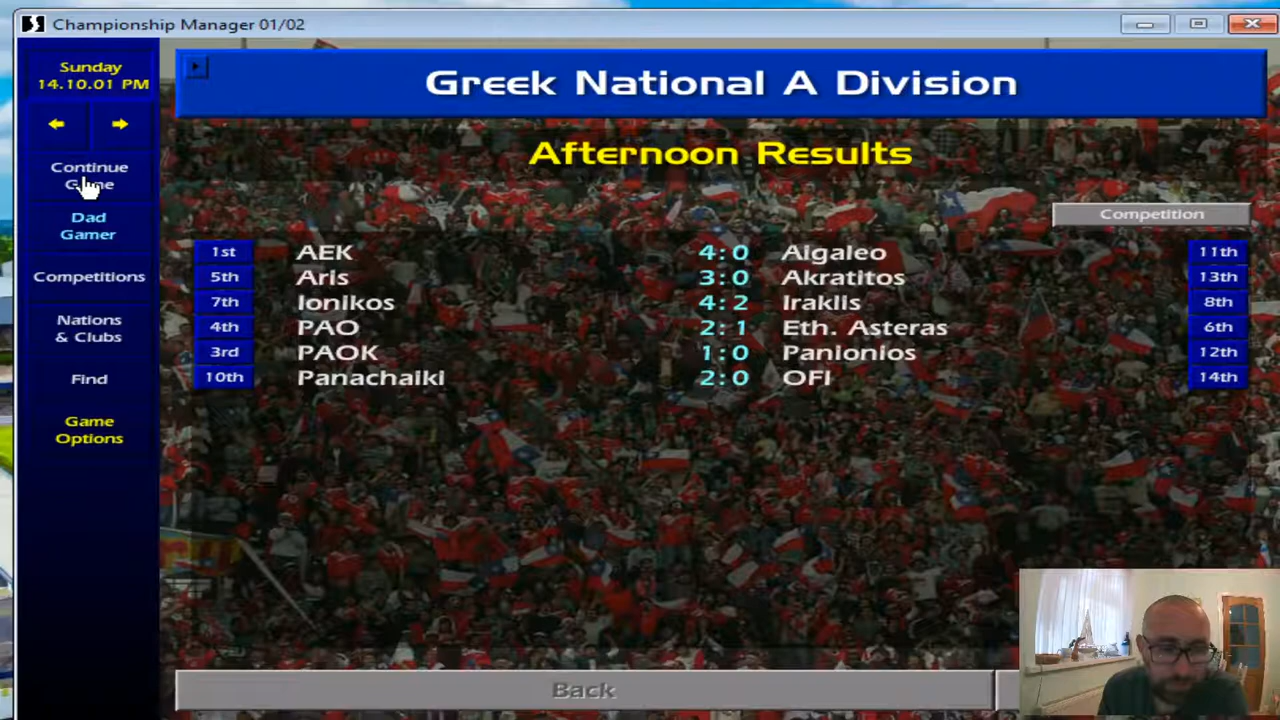 Championship Manager 01/02
Sunday
14.10.01 PM
Continue
Game
Dad
Gamer
Competitions
Nations
& Clubs
Find
Game
Options
Greek National A Division
Afternoon Results
Competition
1st AEK 4:0 Aigaleo 11th
5th Aris 3:0 Akratitos 13th
7th Ionikos 4:2 Iraklis 8th
4th PAO 2:1 Eth. Asteras 6th
3rd PAOK 1:0 Panionios 12th
10th Panachaiki 2:0 OFI 14th
Back